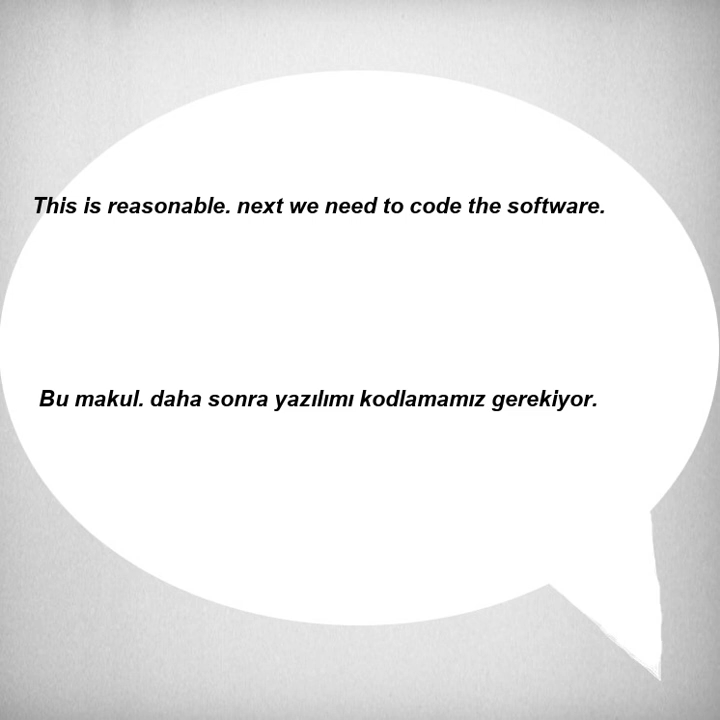 This is reasonable. next we need to code the software.
Bu makul. daha sonra yazılımı kodlamamız gerekiyor.